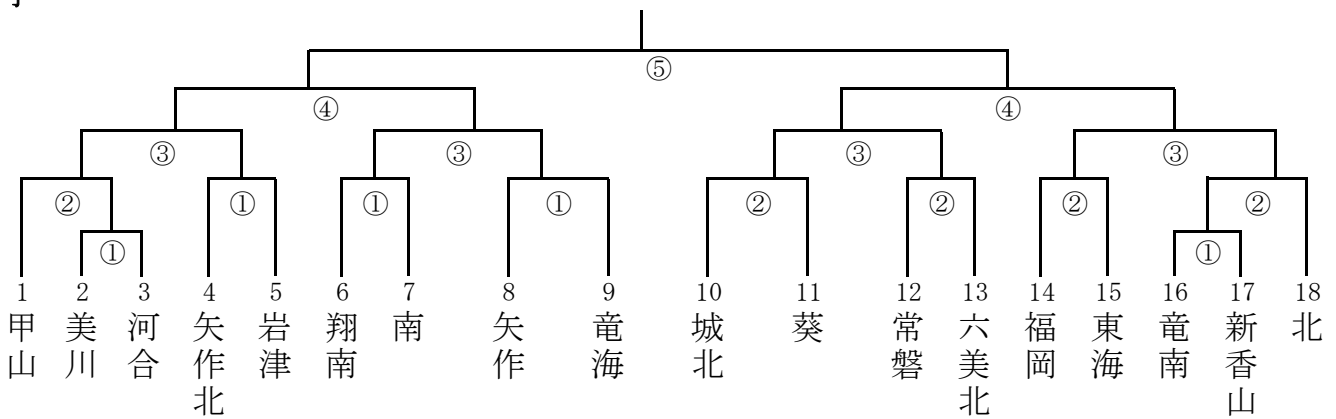 ⑤
④ ④
③ ③ ③ ③
② ① ① ① ② ② ② ②
① ①
1 2 3 4 5 6 7 8 9 10 11 12 13 14 15 16 17 18
甲山
美川
河合
矢作北
岩津
翔南
南
矢作
竜海
城北
葵
常磐
六美北
福岡
東海
竜南
新香山
北